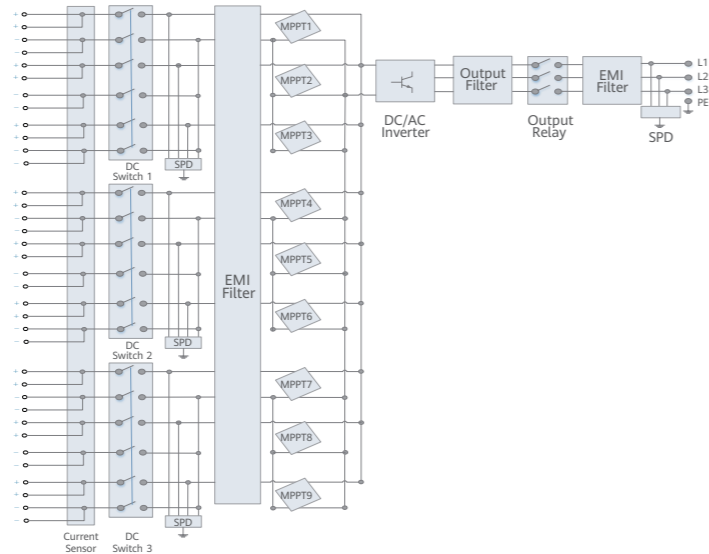 MPPT1
MPPT2
MPPT3
DC
Switch 1
SPD
DC/AC
Inverter
Output
Filter
Output
Relay
EMI
Filter
L1
L2
L3
PE
SPD
MPPT4
MPPT5
MPPT6
EMI
Filter
DC
Switch 2
SPD
MPPT7
MPPT8
MPPT9
SPD
Current
Sensor
DC
Switch 3